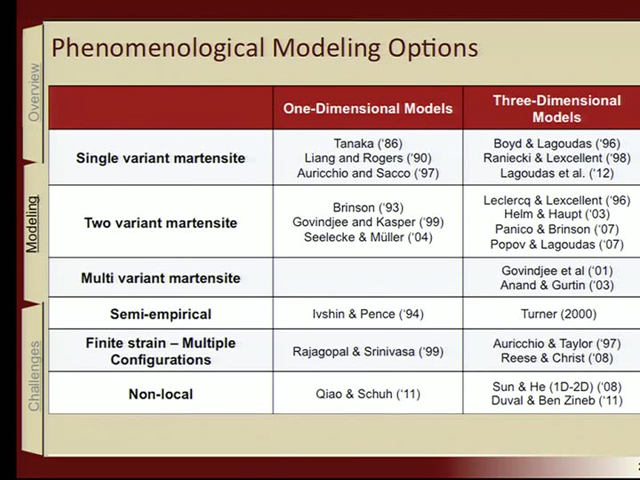 Phenomenological Modeling Options
Overview
Modeling
Challenges
One-Dimensional Models
Three-Dimensional
Models
Single variant martensite
Tanaka (‘86)
Liang and Rogers (‘90)
Auricchio and Sacco (‘97)
Boyd & Lagoudas (‘96)
Raniecki & Lexcellent (‘98)
Lagoudas et al. (‘12)
Two variant martensite
Brinson (‘93)
Govindjee and Kasper (‘99)
Seelecke & Müller (‘04)
Leclercq & Lexcellent (‘96)
Helm & Haupt (‘03)
Panico & Brinson (‘07)
Popov & Lagoudas (‘07)
Multi variant martensite
Govindjee et al (‘01)
Anand & Gurtin (‘03)
Semi-empirical
Ivshin & Pence (‘94)
Turner (2000)
Finite strain – Multiple
Configurations
Rajagopal & Srinivasa (‘99)
Auricchio & Taylor (‘97)
Reese & Christ (‘08)
Non-local
Qiao & Schuh (‘11)
Sun & He (1D-2D) (‘08)
Duval & Ben Zineb (‘11)